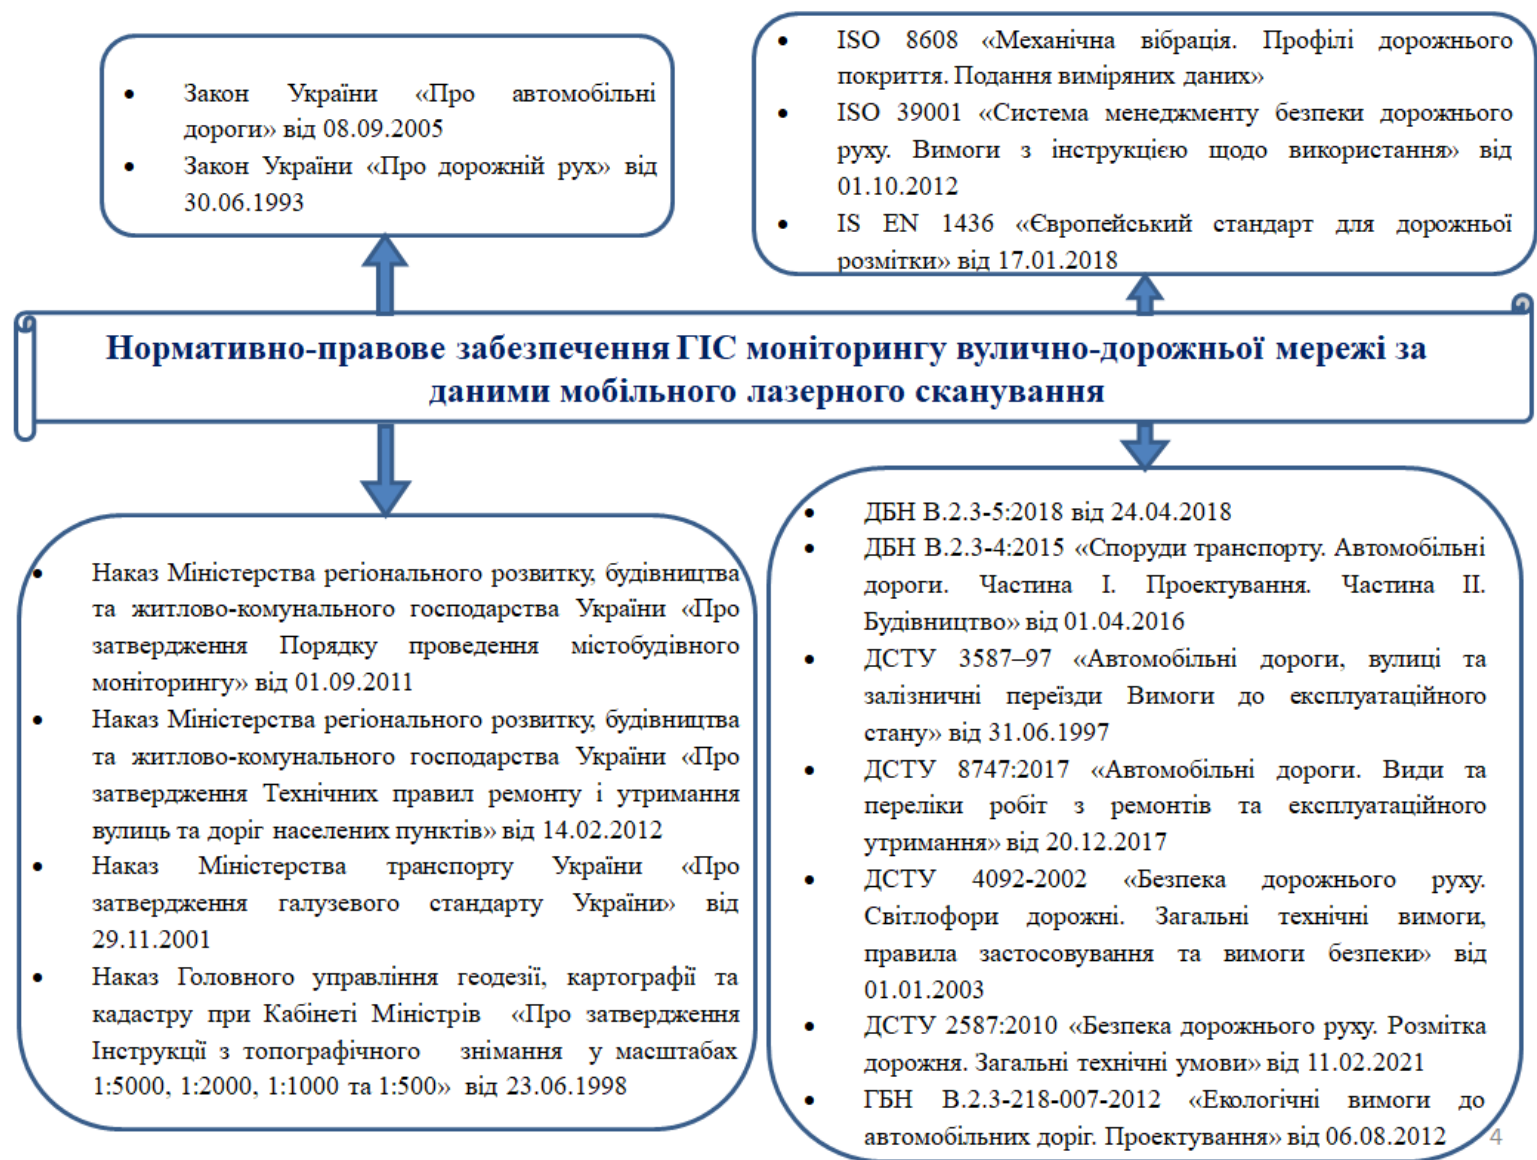 • Закон України «Про автомобільні
дороги» від 08.09.2005
• Закон України «Про дорожній рух» від
30.06.1993
• ISO 8608 «Механічна вібрація. Профілі дорожнього
покриття. Подання виміряних даних»
• ISO 39001 «Система менеджменту безпеки дорожнього
руху. Вимоги з інструкцією щодо використання» від
01.10.2012
• IS EN 1436 «Європейський стандарт для дорожньої
розмітки» від 17.01.2018
Нормативно-правове забезпечення ГІС моніторингу вулично-дорожньої мережі за
даними мобільного лазерного сканування
• Наказ Міністерства регіонального розвитку, будівництва
та житлово-комунального господарства України «Про
затвердження Порядку проведення містобудівного
моніторингу» від 01.09.2011
• Наказ Міністерства регіонального розвитку, будівництва
та житлово-комунального господарства України «Про
затвердження Технічних правил ремонту і утримання
вулиць та доріг населених пунктів» від 14.02.2012
• Наказ Міністерства транспорту України «Про
затвердження галузевого стандарту України» від
29.11.2001
• Наказ Головного управління геодезії, картографії та
кадастру при Кабінеті Міністрів «Про затвердження
Інструкції з топографічного знімання у масштабах
1:5000, 1:2000, 1:1000 та 1:500» від 23.06.1998
• ДБН В.2.3-5:2018 від 24.04.2018
• ДБН В.2.3-4:2015 «Споруди транспорту. Автомобільні
дороги. Частина І. Проектування. Частина ІІ.
Будівництво» від 01.04.2016
• ДСТУ 3587–97 «Автомобільні дороги, вулиці та
залізничні переїзди Вимоги до експлуатаційного
стану» від 31.06.1997
• ДСТУ 8747:2017 «Автомобільні дороги. Види та
переліки робіт з ремонтів та експлуатаційного
утримання» від 20.12.2017
• ДСТУ 4092-2002 «Безпека дорожнього руху.
Світлофори дорожні. Загальні технічні вимоги,
правила застосовування та вимоги безпеки» від
01.01.2003
• ДСТУ 2587:2010 «Безпека дорожнього руху. Розмітка
дорожня. Загальні технічні умови» від 11.02.2021
• ГБН В.2.3-218-007-2012 «Екологічні вимоги до
автомобільних доріг. Проектування» від 06.08.2012
4